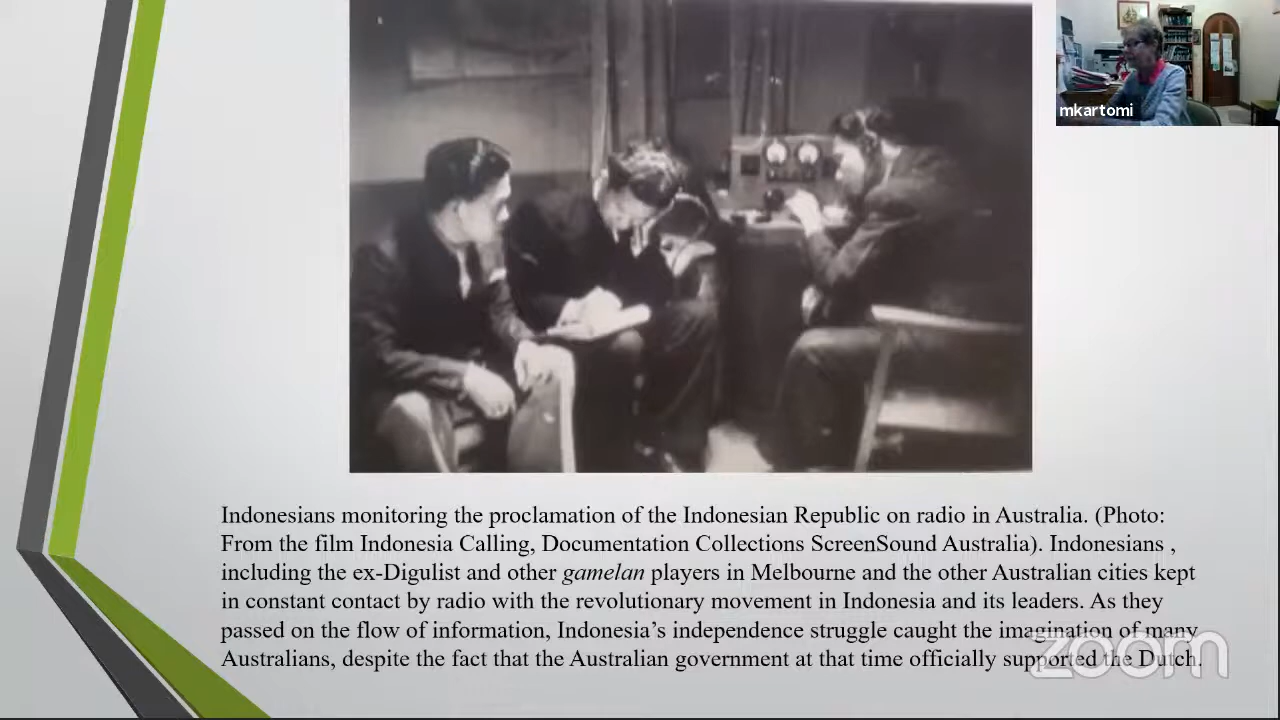 mkartomi
Indonesians monitoring the proclamation of the Indonesian Republic on radio in Australia. (Photo:
From the film Indonesia Calling, Documentation Collections ScreenSound Australia). Indonesians ,
including the ex-Digulist and other gamelan players in Melbourne and the other Australian cities kept
in constant contact by radio with the revolutionary movement in Indonesia and its leaders. As they
passed on the flow of information, Indonesia’s independence struggle caught the imagination of many
Australians, despite the fact that the Australian government at that time officially supported the Dutch.
zoom